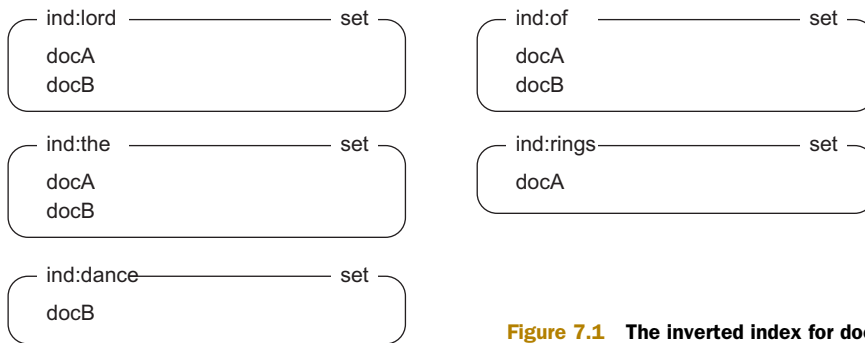 ind:lord set
docA
docB
ind:of set
docA
docB
ind:the set
docA
docB
ind:rings set
docA
ind:dance set
docB
Figure 7.1 The inverted index for